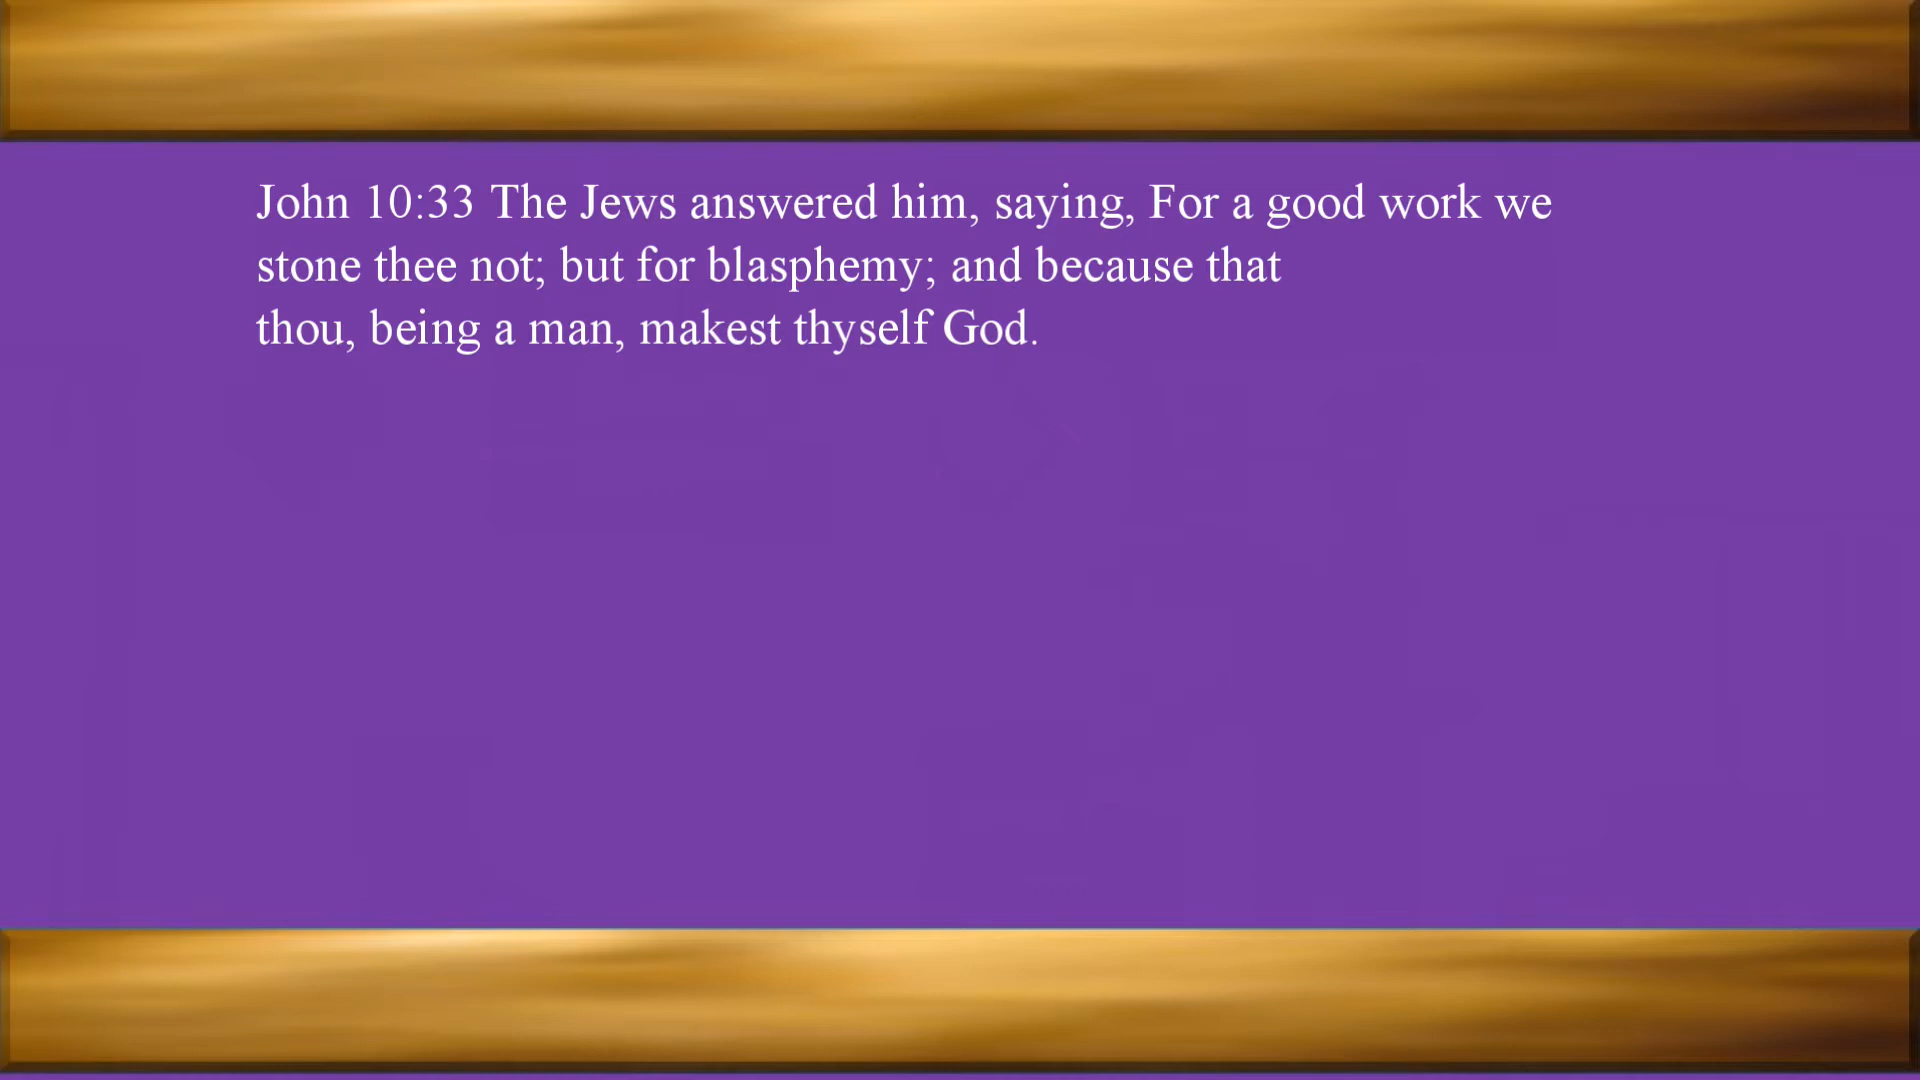 John 10:33 The Jews answered him, saying, For a good work we
stone thee not; but for blasphemy; and because that
thou, being a man, makest thyself God.